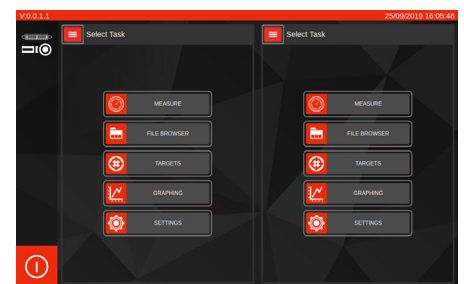 V:0.0.1.1
25/09/2019 16:05:48
Select Task
MEASURE
FILE BROWSER
TARGETS
GRAPHING
SETTINGS
Select Task
MEASURE
FILE BROWSER
TARGETS
GRAPHING
SETTINGS